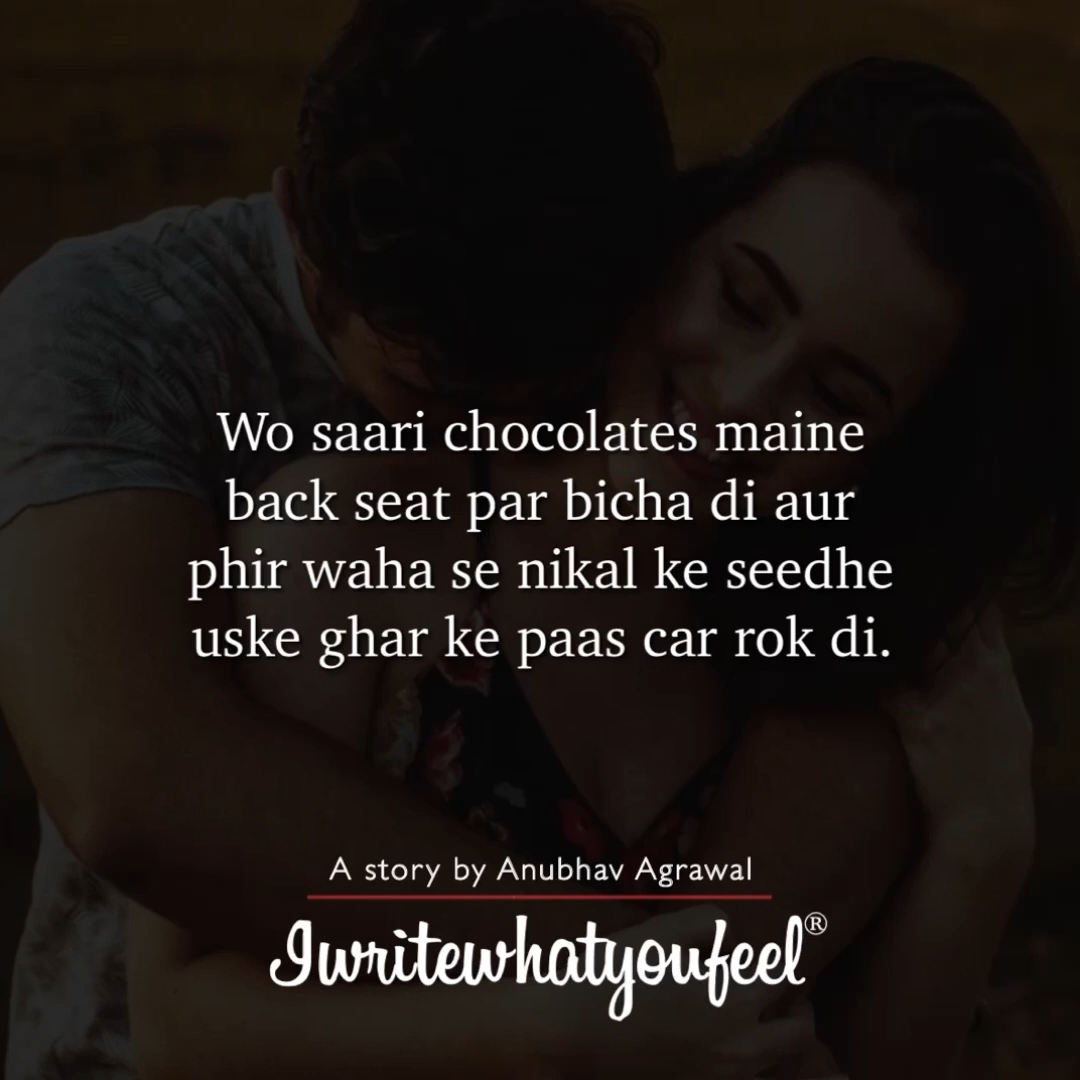 Wo saari chocolates maine
back seat par bicha di aur
phir waha se nikal ke seedhe
uske ghar ke paas car rok di.
A story by Anubhav Agrawal
Iwritewhatyoufeel®